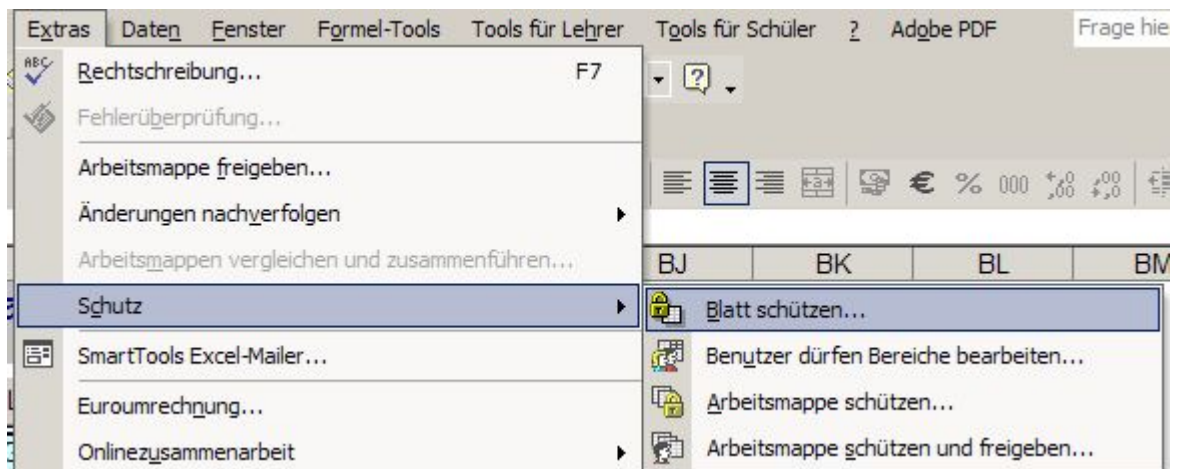 Extras Daten Fenster Formel-Tools Tools für Lehrer Tools für Schüler ? Adobe PDF Frage hie
ABC Rechtschreibung... F7
?
Fehlerüberprüfung...
Arbeitsmappe freigeben...
€ % 000
Änderungen nachverfolgen
Arbeitsmappen vergleichen und zusammenführen...
BJ BK BL BM
Schutz
Blatt schützen...
SmartTools Excel-Mailer...
Benutzer dürfen Bereiche bearbeiten...
Euroumrechnung...
Arbeitsmappe schützen...
Onlinezusammenarbeit
Arbeitsmappe schützen und freigeben...